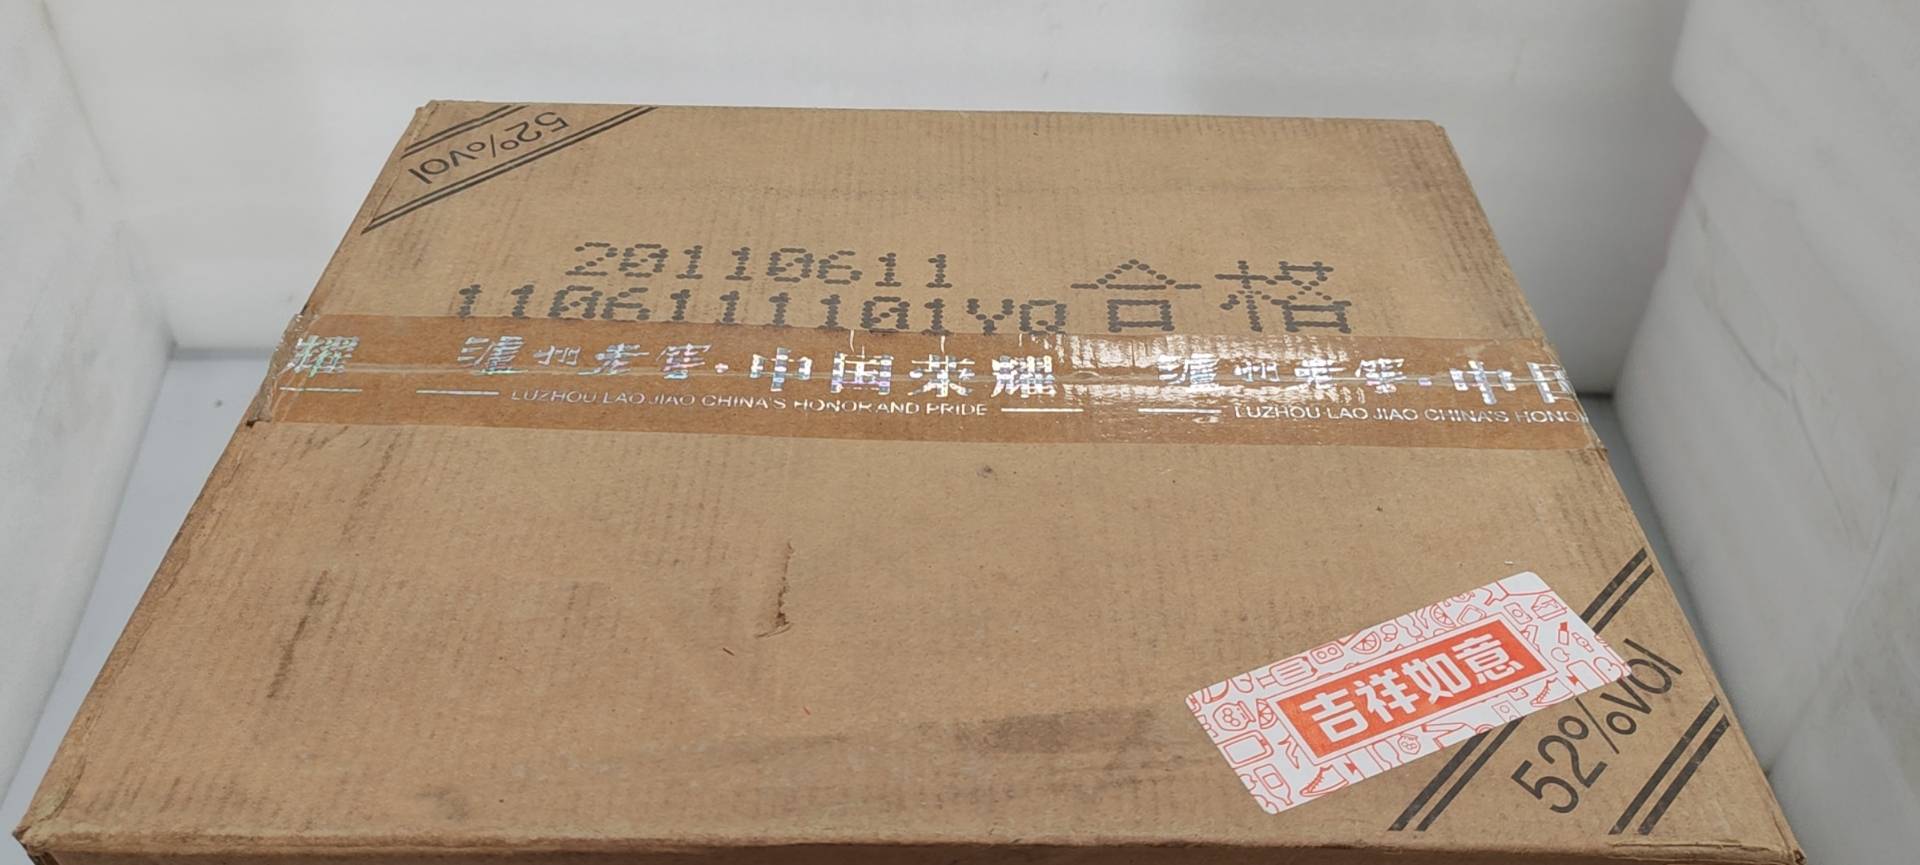 52%vol
20110611
1106111101YQ 合格
耀 泸州老窖·中国荣耀 泸州老窖·中国
LUZHOU LAO JIAO CHINA'S HONOR AND PRIDE LUZHOU LAO JIAO CHINA'S HONO
吉祥如意
52%vol